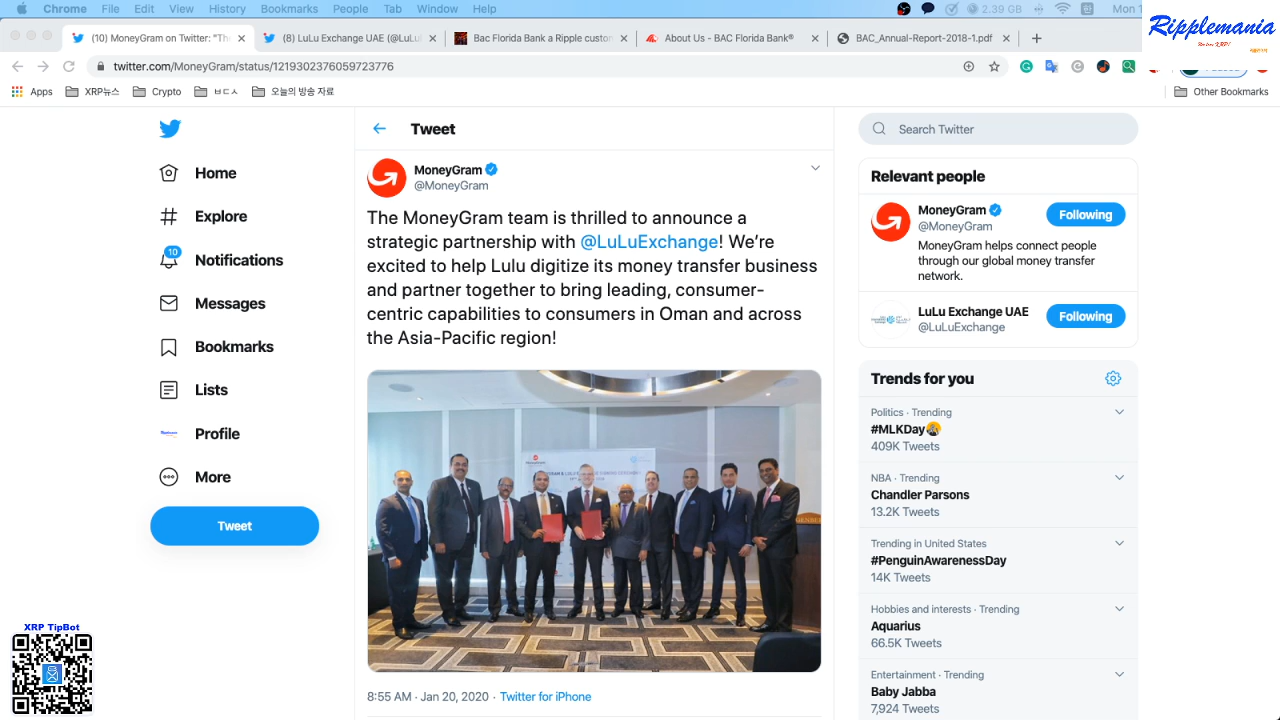 Chrome File Edit View History Bookmarks People Tab Window Help 2.39 GB Mon 1
(10) MoneyGram on Twitter: "The
(8) LuLu Exchange UAE (@LuLu
Bac Florida Bank a Ripple custom
About Us - BAC Florida Bank®
BAC_Annual-Report-2018-1.pdf
Ripplemania
twitter.com/MoneyGram/status/1219302376059723776
Apps XRP뉴스 Crypto ㅂㄷㅅ 오늘의 방송 자료 Other Bookmarks
Home
Explore
10
Notifications
Messages
Bookmarks
Lists
Profile
More
Tweet
XRP TipBot
Tweet
MoneyGram
@MoneyGram
The MoneyGram team is thrilled to announce a
strategic partnership with @LuLuExchange! We're
excited to help Lulu digitize its money transfer business
and partner together to bring leading, consumer-
centric capabilities to consumers in Oman and across
the Asia-Pacific region!
8:55 AM · Jan 20, 2020 · Twitter for iPhone
Search Twitter
Relevant people
MoneyGram
@MoneyGram
Following
MoneyGram helps connect people
through our global money transfer
network.
LuLu Exchange UAE
@LuLuExchange
Following
Trends for you
Politics · Trending
#MLKDay
409K Tweets
NBA · Trending
Chandler Parsons
13.2K Tweets
Trending in United States
#PenguinAwarenessDay
14K Tweets
Hobbies and interests · Trending
Aquarius
66.5K Tweets
Entertainment · Trending
Baby Jabba
7,924 Tweets